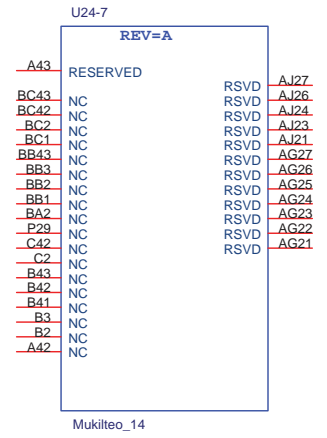 U24-7
REV=A
A43 RESERVED
RSVD AJ27
BC43 NC
RSVD AJ26
BC42 NC
RSVD AJ24
BC2 NC
RSVD AJ23
BC1 NC
RSVD AJ21
BB43 NC
RSVD AG27
BB3 NC
RSVD AG26
BB2 NC
RSVD AG25
BB1 NC
RSVD AG24
BA2 NC
RSVD AG23
P29 NC
RSVD AG22
C42 NC
RSVD AG21
C2 NC
B43 NC
B42 NC
B41 NC
B3 NC
B2 NC
A42 NC
Mukilteo_14